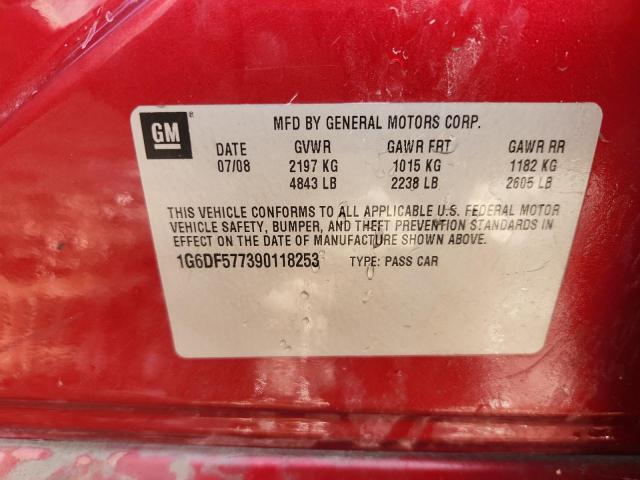 GM
MFD BY GENERAL MOTORS CORP.
DATE GVWR GAWR FRT GAWR RR
07/08 2197 KG 1015 KG 1182 KG
4843 LB 2238 LB 2605 LB
THIS VEHICLE CONFORMS TO ALL APPLICABLE U.S. FEDERAL MOTOR
VEHICLE SAFETY, BUMPER, AND THEFT PREVENTION STANDARDS IN
EFFECT ON THE DATE OF MANUFACTURE SHOWN ABOVE.
1G6DF577390118253 TYPE: PASS CAR